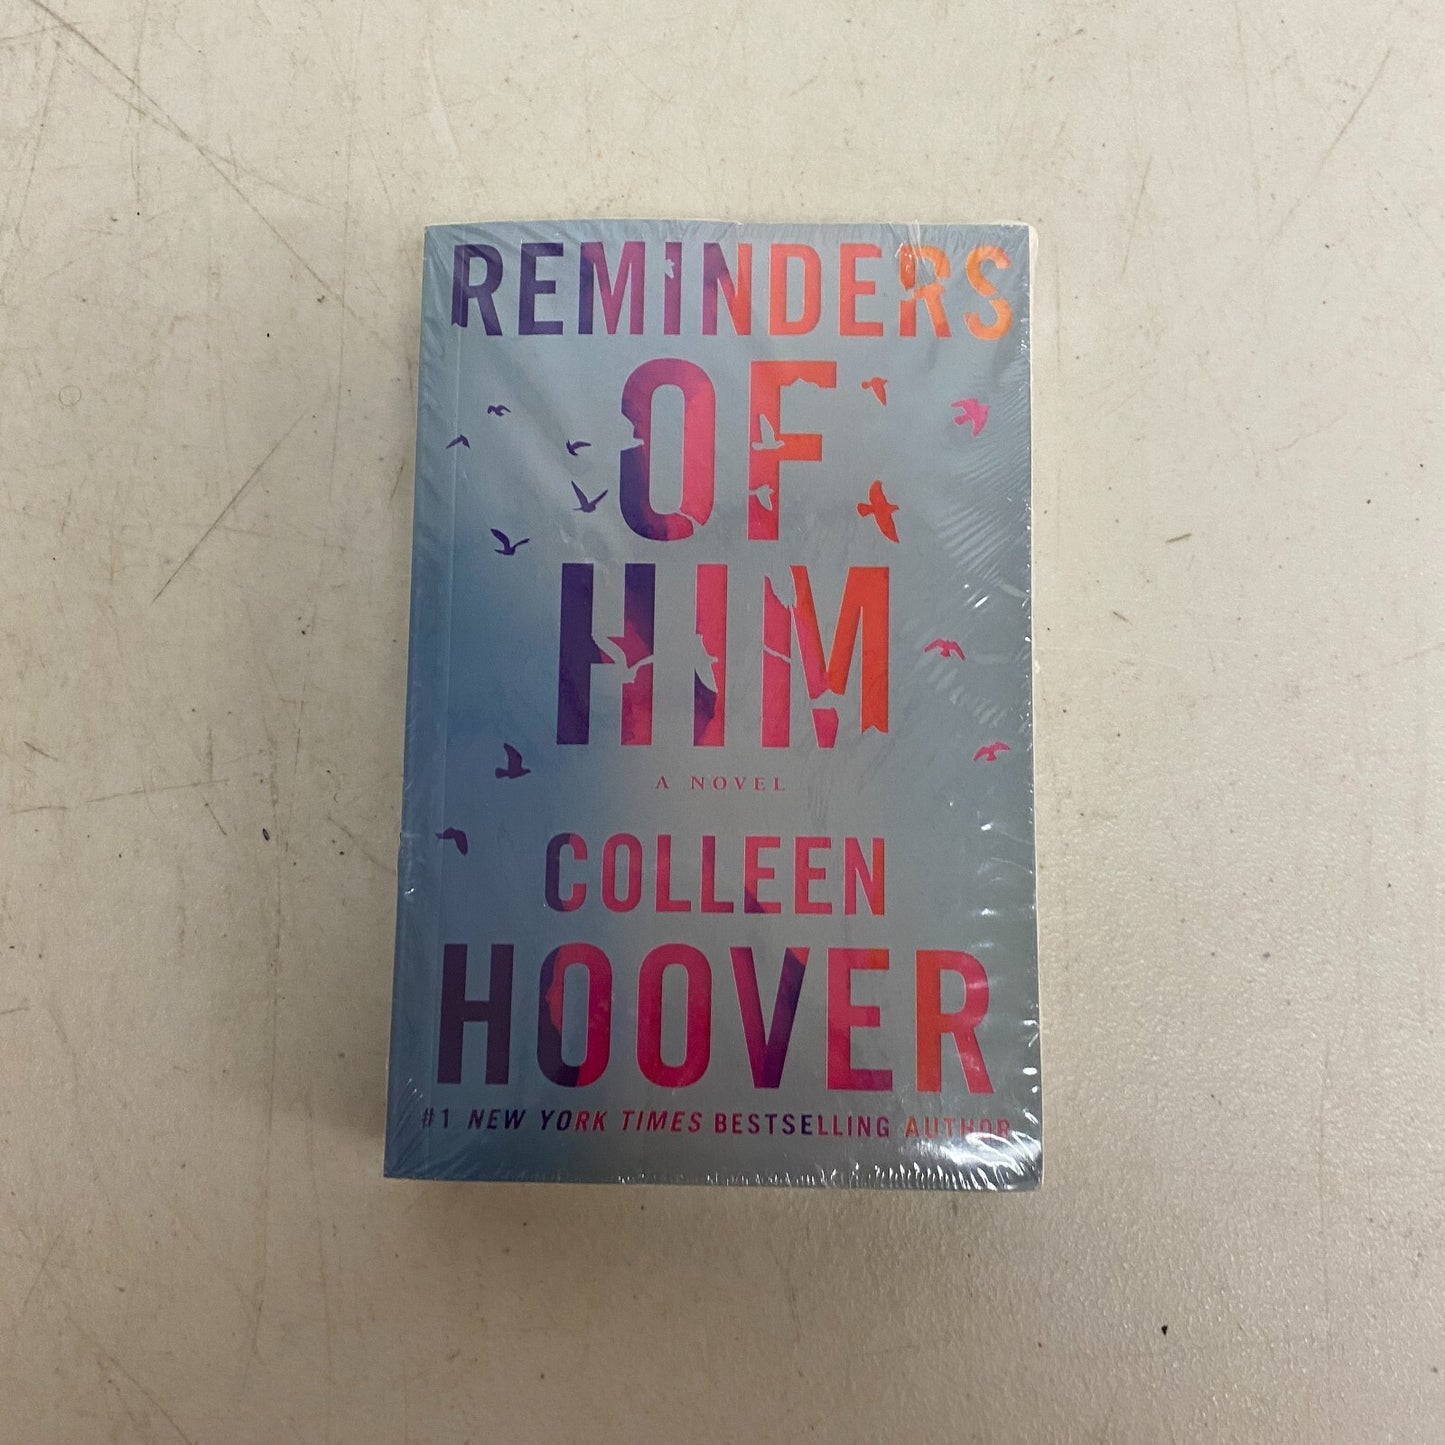 REMINDERS
OF
HIM
A NOVEL
COLLEEN
HOOVER
#1 NEW YORK TIMES BESTSELLING AUTHOR